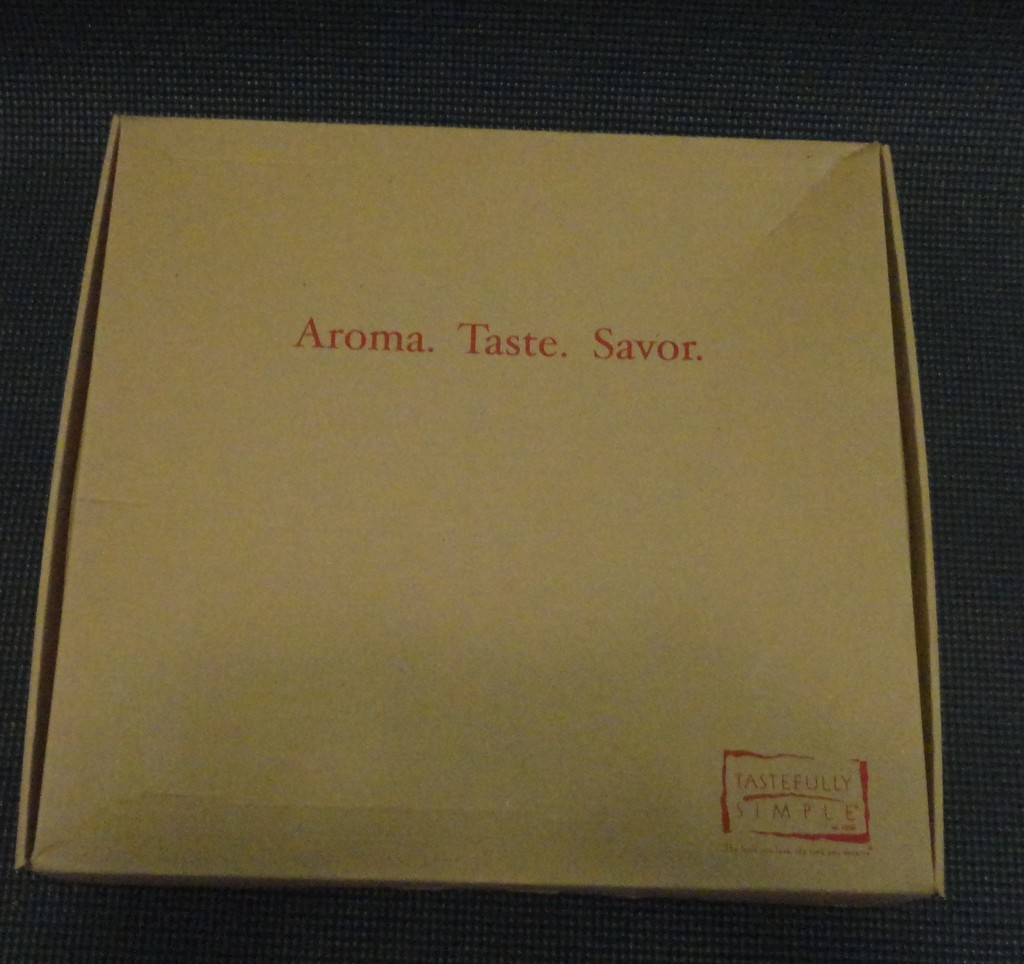 Aroma. Taste. Savor.
TASTEFULLY
SIMPLE